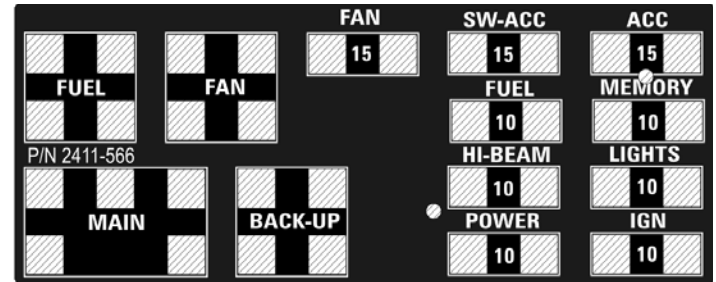 FAN SW-ACC ACC
15 15 15
FUEL FAN FUEL MEMORY
10 10
P/N 2411-566 HI-BEAM LIGHTS
10 10
MAIN BACK-UP POWER IGN
10 10